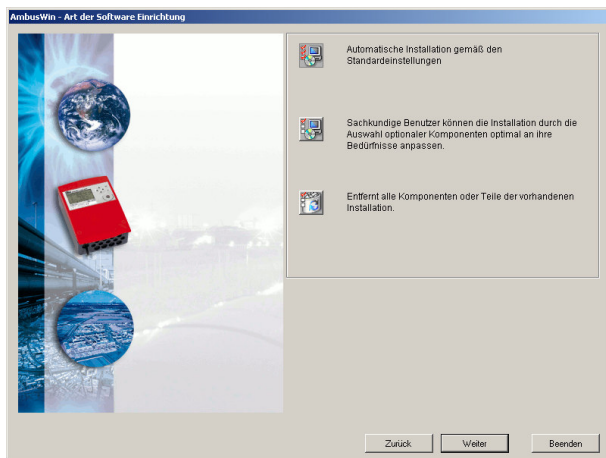 AmbusWin - Art der Software Einrichtung
Automatische Installation gemäß den
Standardeinstellungen
Sachkundige Benutzer können die Installation durch die
Auswahl optionaler Komponenten optimal an ihre
Bedürfnisse anpassen.
Entfernt alle Komponenten oder Teile der vorhandenen
Installation.
Zurück
Weiter
Beenden